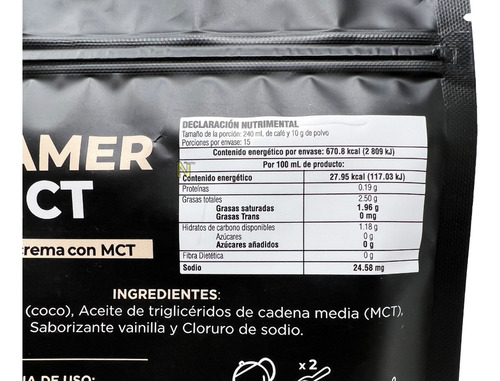 DECLARACIÓN NUTRIMENTAL
Tamaño de la porción: 240 mL de café y 10 g de polvo
Porciones por envase: 15
Contenido energético por envase: 670.8 kcal (2 809 kJ)
Por 100 mL de producto:
Contenido energético 27.95 kcal (117.03 kJ)
Proteínas 0.19 g
Grasas totales 2.50 g
Grasas saturadas 1.96 g
Grasas Trans 0 mg
Hidratos de carbono disponibles 1.18 g
Azúcares 0 g
Azúcares añadidos 0 g
Fibra Dietética 0 g
Sodio 24.58 mg
AMER
CT
crema con MCT
INGREDIENTES:
(coco), Aceite de triglicéridos de cadena media (MCT),
Saborizante vainilla y Cloruro de sodio.
A DE USO:
x 2